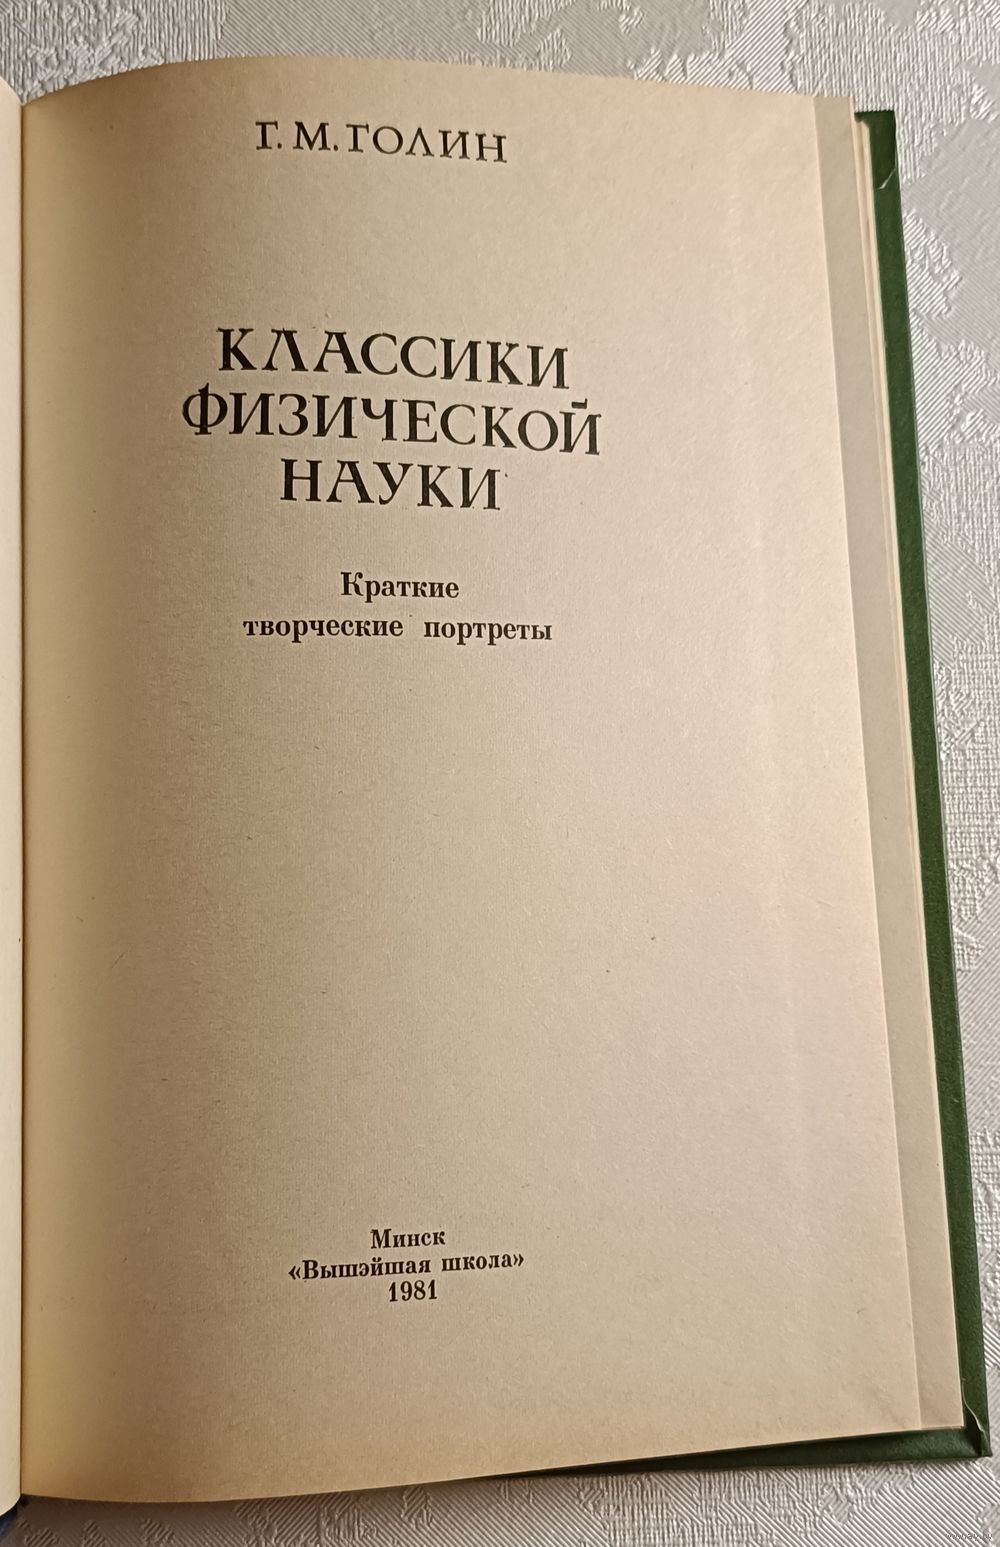 Г. М. ГОЛИН
КЛАССИКИ
ФИЗИЧЕСКОЙ
НАУКИ
Краткие
творческие портреты
Минск
«Вышэйшая школа»
1981